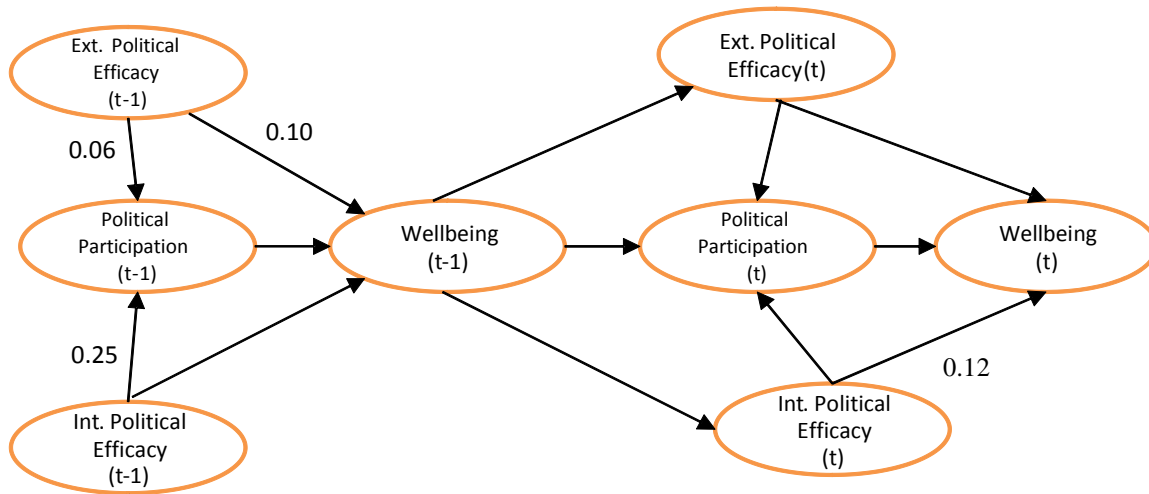 Ext. Political
Efficacy
(t-1)
Ext. Political
Efficacy(t)
0.10
0.06
Political
Participation
(t-1)
Wellbeing
(t-1)
Political
Participation
(t)
Wellbeing
(t)
0.25
0.12
Int. Political
Efficacy
(t-1)
Int. Political
Efficacy
(t)